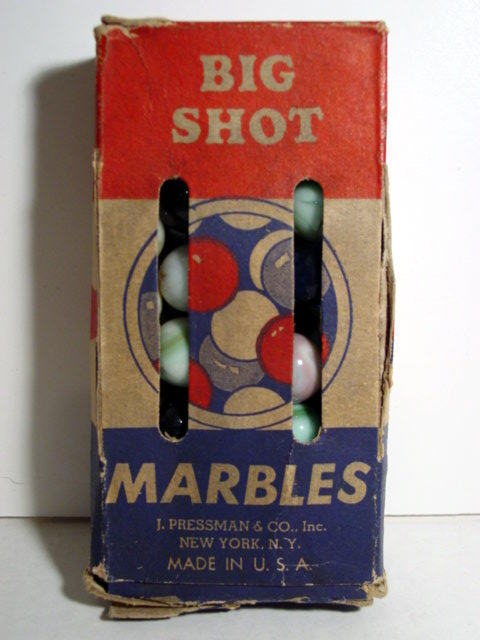 BIG
SHOT
MARBLES
J. PRESSMAN & CO., Inc.
NEW YORK, N.Y.
MADE IN U. S. A.